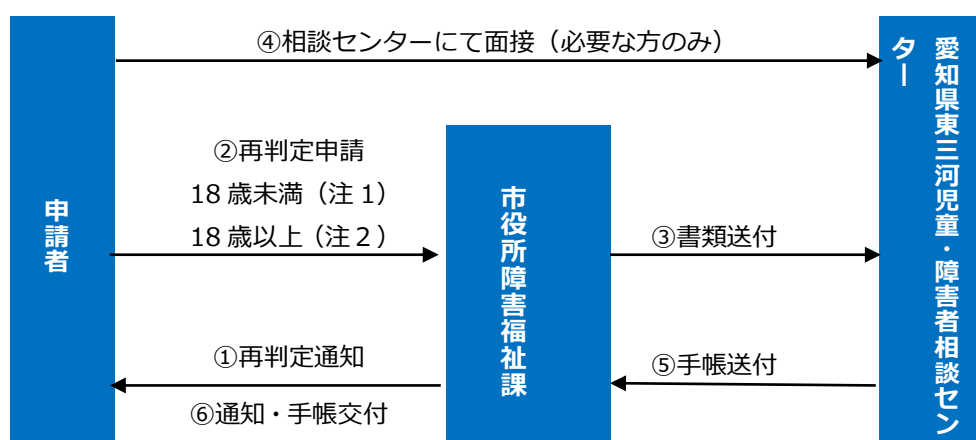 ④相談センターにて面接（必要な方のみ）
愛知県東三河児童・障害者相談セン
ター
②再判定申請
18 歳未満（注 1）
18 歳以上（注２）
申請者
市役所障害福祉課
③書類送付
①再判定通知
⑤手帳送付
⑥通知・手帳交付